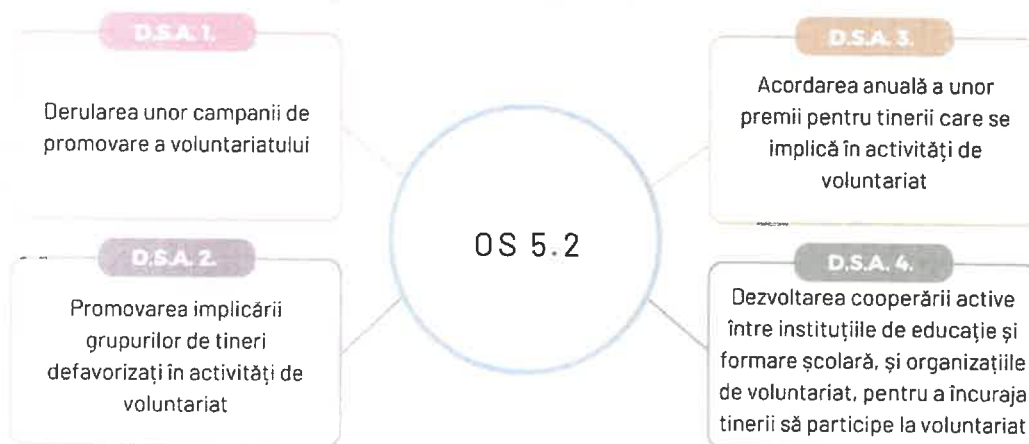 D.S.A. 1.
Derularea unor campanii de
promovare a voluntariatului
D.S.A. 2.
Promovarea implicării
grupurilor de tineri
defavorizați în activități de
voluntariat
OS 5.2
D.S.A. 3.
Acordarea anuală a unor
premii pentru tinerii care se
implică în activități de
voluntariat
D.S.A. 4.
Dezvoltarea cooperării active
între instituțiile de educație și
formare școlară, și organizațiile
de voluntariat, pentru a încuraja
tinerii să participe la voluntariat